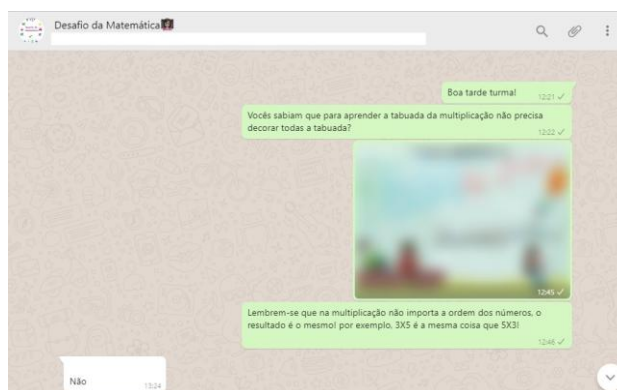 Desafio da Matemática
Boa tarde turma!
12:21
Vocês sabiam que para aprender a tabuada da multiplicação não precisa
decorar todas a tabuada?
12:22
12:45
Lembrem-se que na multiplicação não importa a ordem dos números, o
resultado é o mesmo! por exemplo, 3X5 é a mesma coisa que 5X3!
12:48
Não
13:24